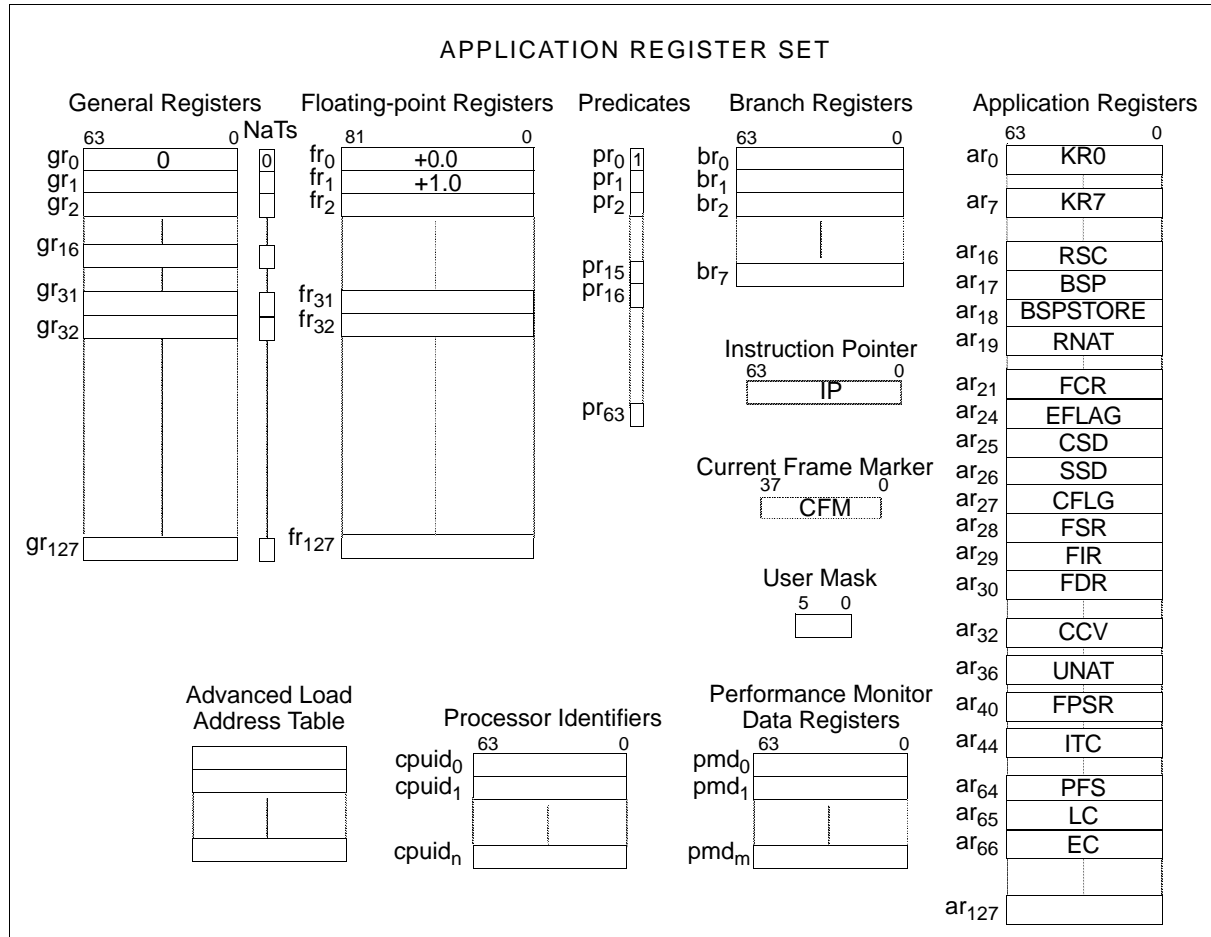 APPLICATION REGISTER SET
General Registers
63 0
NaTs
gr0 0 0
gr1
gr2
gr16
gr31
gr32
gr127
Floating-point Registers
81 0
fr0 +0.0
fr1 +1.0
fr2
fr31
fr32
fr127
Predicates
pr0 1
pr1
pr2
pr15
pr16
pr63
Branch Registers
63 0
br0
br1
br2
br7
Instruction Pointer
63 0
IP
Current Frame Marker
37 0
CFM
User Mask
5 0
Application Registers
63 0
ar0 KR0
ar7 KR7
ar16 RSC
ar17 BSP
ar18 BSPSTORE
ar19 RNAT
ar21 FCR
ar24 EFLAG
ar25 CSD
ar26 SSD
ar27 CFLG
ar28 FSR
ar29 FIR
ar30 FDR
ar32 CCV
ar36 UNAT
ar40 FPSR
ar44 ITC
ar64 PFS
ar65 LC
ar66 EC
ar127
Advanced Load
Address Table
Processor Identifiers
63 0
cpuid0
cpuid1
cpuidn
Performance Monitor
Data Registers
63 0
pmd0
pmd1
pmdm